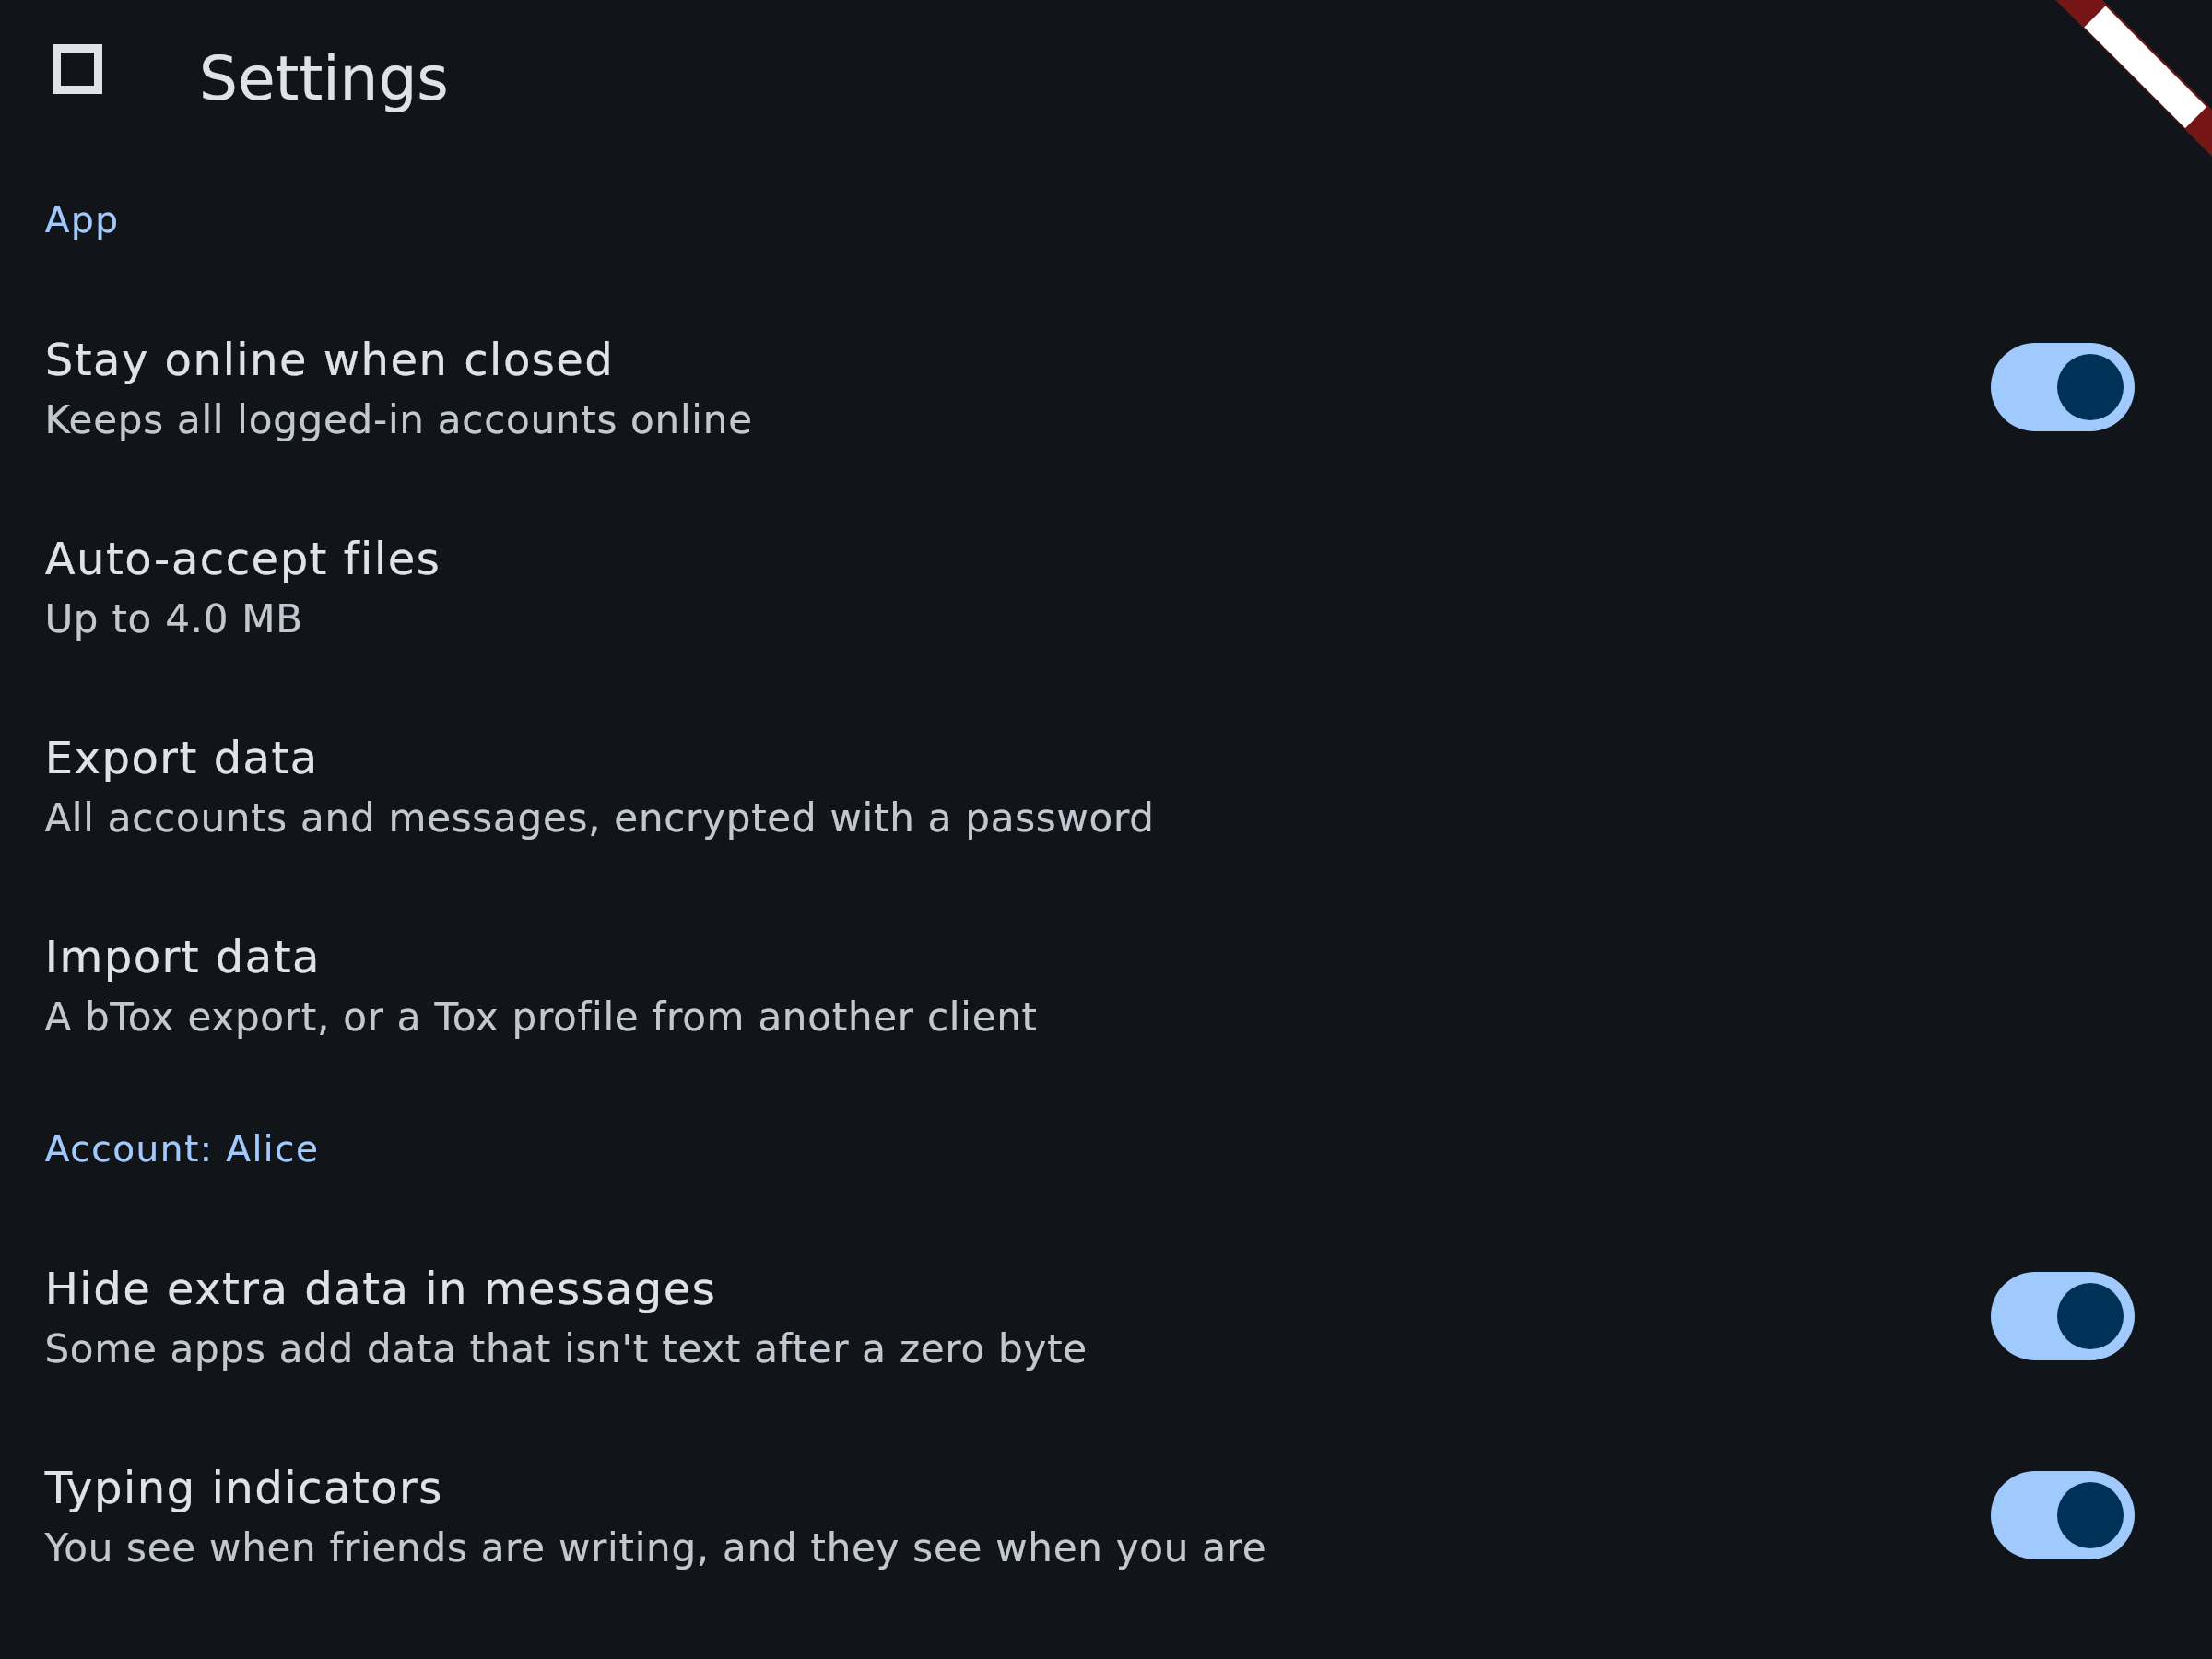 Settings
App
Stay online when closed
Keeps all logged-in accounts online
Auto-accept files
Up to 4.0 MB
Export data
All accounts and messages, encrypted with a password
Import data
A bTox export, or a Tox profile from another client
Account: Alice
Hide extra data in messages
Some apps add data that isn't text after a zero byte
Typing indicators
You see when friends are writing, and they see when you are